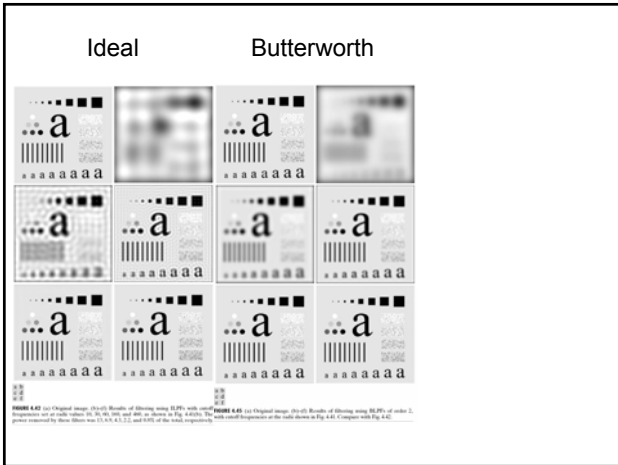 Ideal Butterworth
a
a a a a a a a a
a
a a a a a a a a
a
a a a a a a a a
a
a a a a a a a a
a
a a a a a a a a
a
a a a a a a a a
a
a a a a a a a a
a
a a a a a a a a
a
a a a a a a a a
a
a a a a a a a a
a b
c d
e f
FIGURE 4.42 (a) Original image. (b)–(f) Results of filtering using ILPFs with cutoff
frequencies set at radii values 10, 30, 60, 160, and 460, as shown in Fig. 4.41(b). The
power removed by these filters was 13, 6.9, 4.3, 2.2, and 0.8% of the total, respectively.
a b
c d
e f
FIGURE 4.45 (a) Original image. (b)–(f) Results of filtering using BLPFs of order 2,
with cutoff frequencies at the radii shown in Fig. 4.41. Compare with Fig. 4.42.